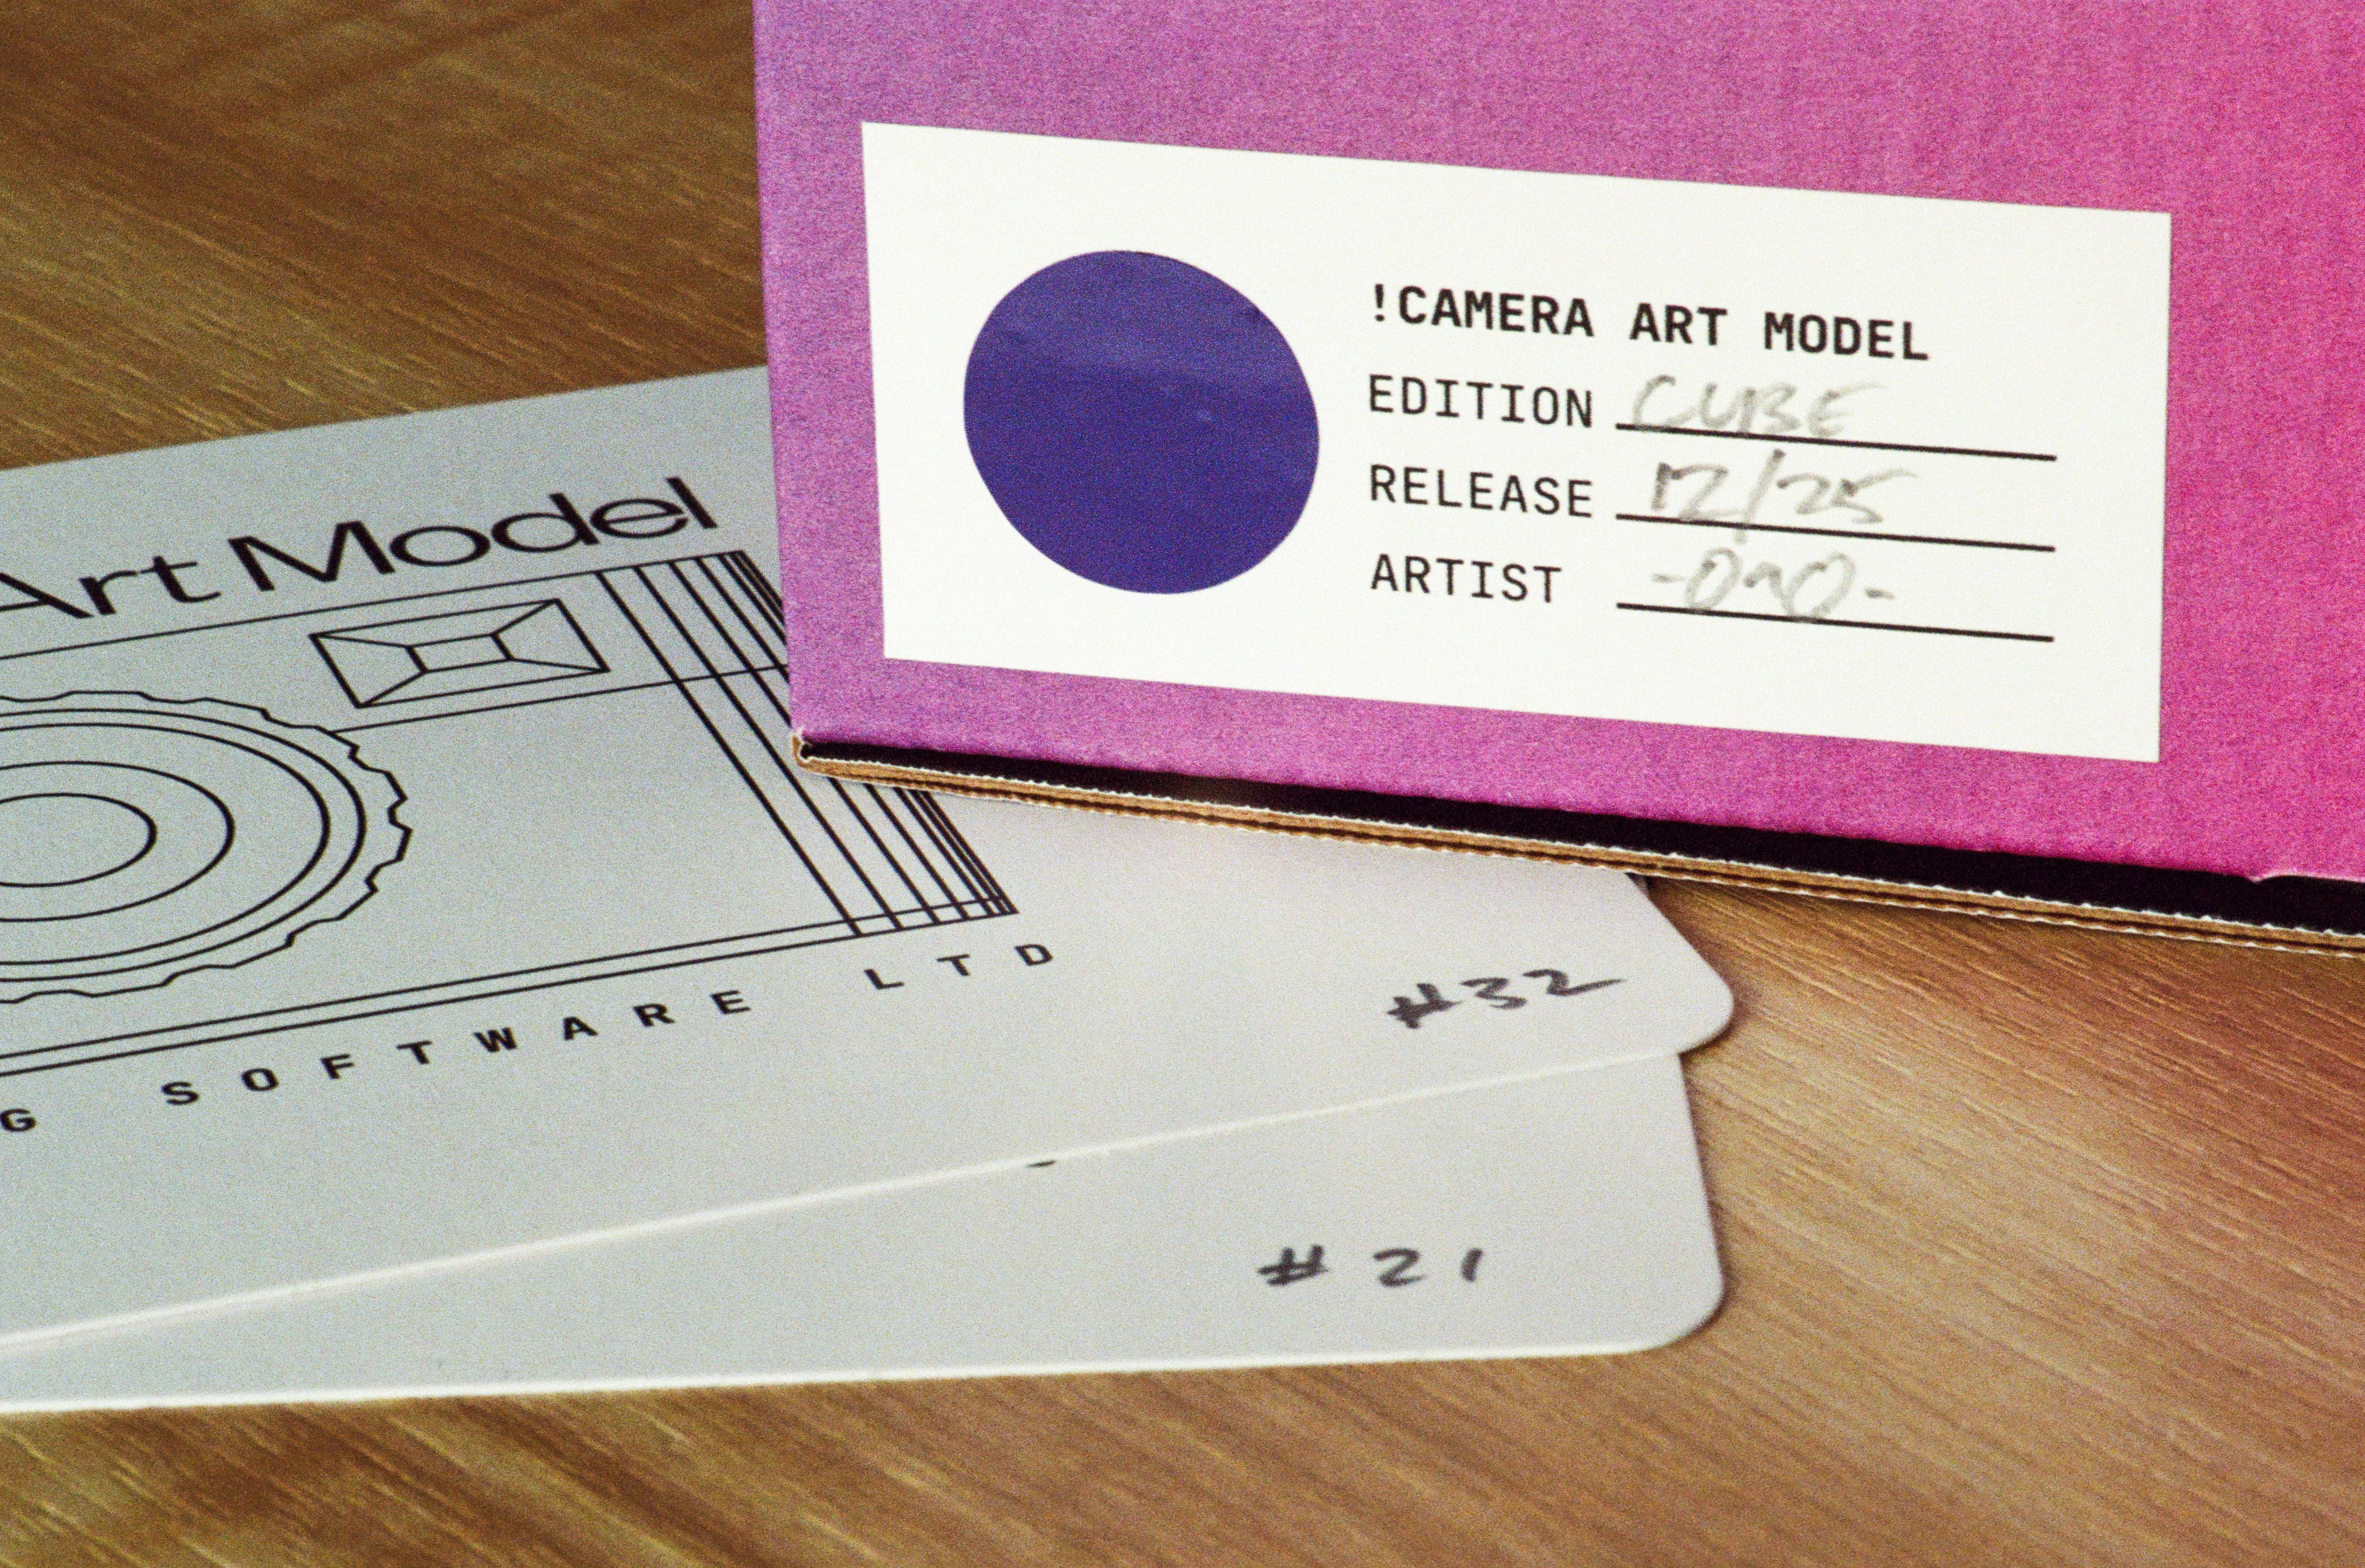 !CAMERA ART MODEL
EDITION CUBE
RELEASE 12/25
ARTIST
Art Model
G SOFTWARE LTD
#32
# 21